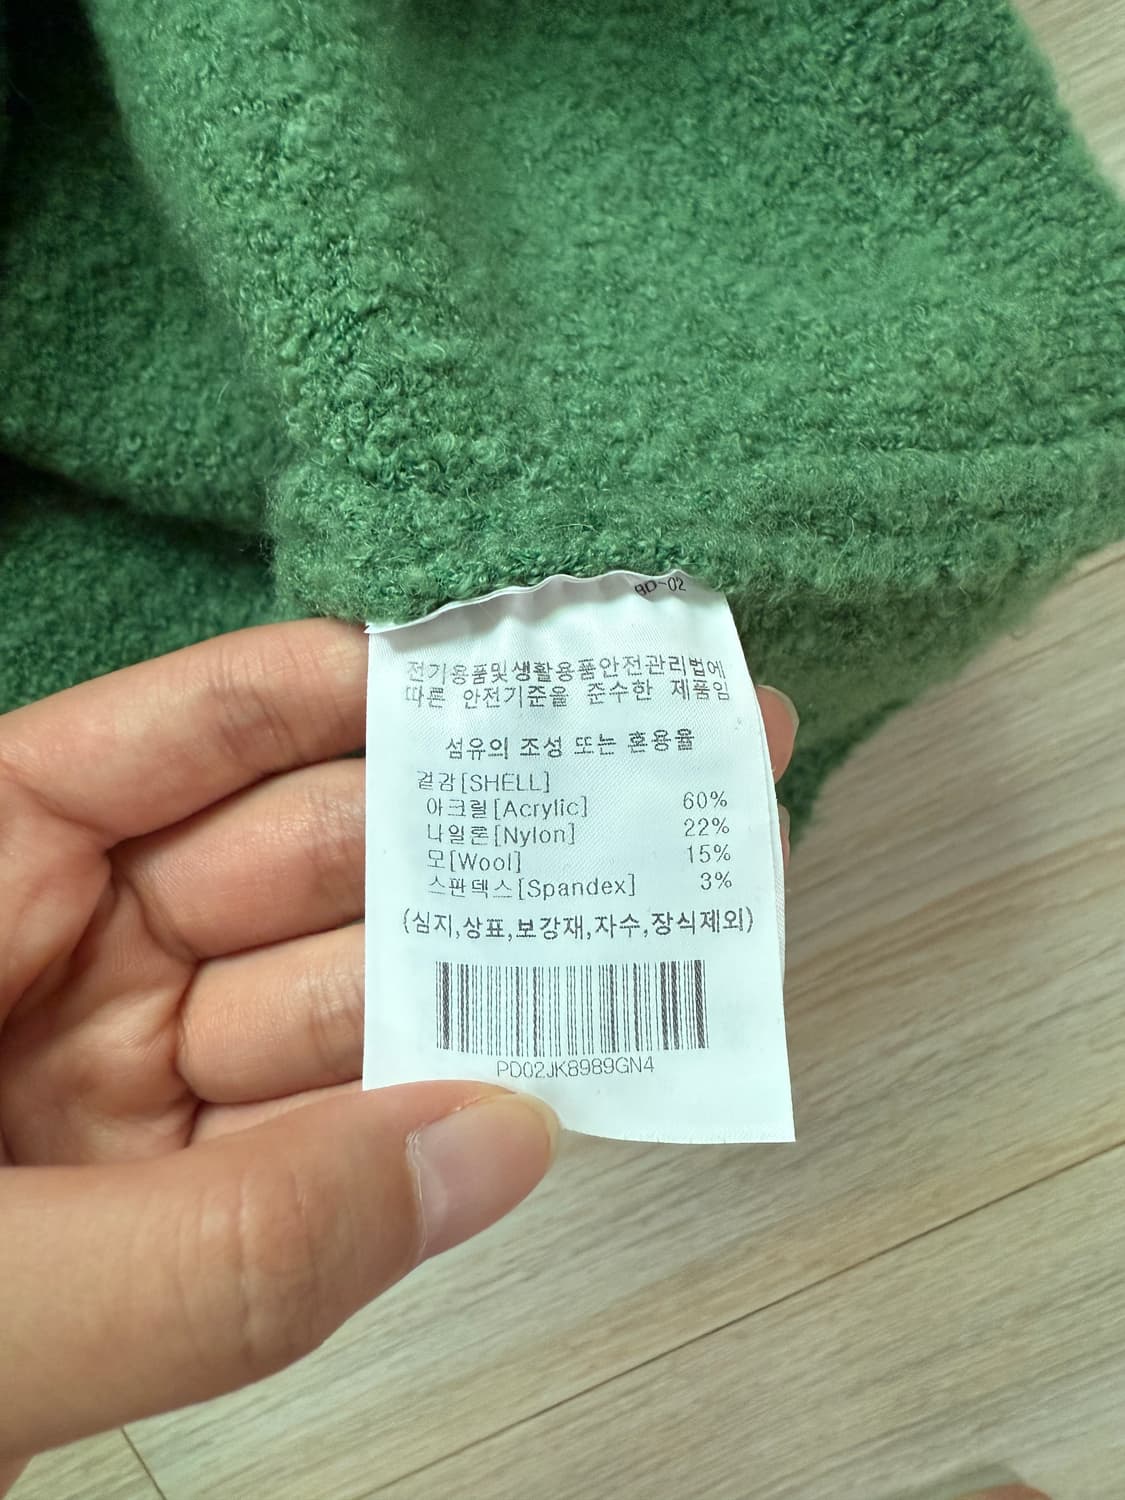 전기용품및생활용품안전관리법에
따른 안전기준을 준수한 제품임
섬유의 조성 또는 혼용율
겉감[SHELL]
아크릴[Acrylic] 60%
나일론[Nylon] 22%
모[Wool] 15%
스판덱스[Spandex] 3%
(심지,상표,보강재,자수,장식제외)
PD02JK8989GN4